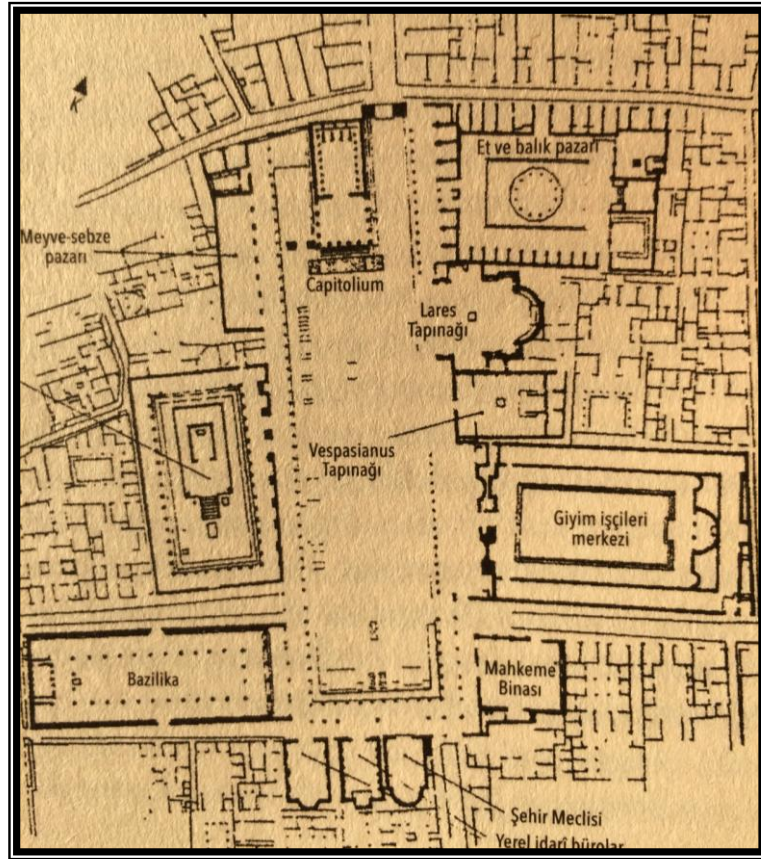 Et ve balık pazarı
Meyve-sebze
pazarı
Capitolium
Lares
Tapınağı
Vespasianus
Tapınağı
Giyim işçileri
merkezi
Bazilika
Mahkeme
Binası
Şehir Meclisi
Yerel idarî bürolar